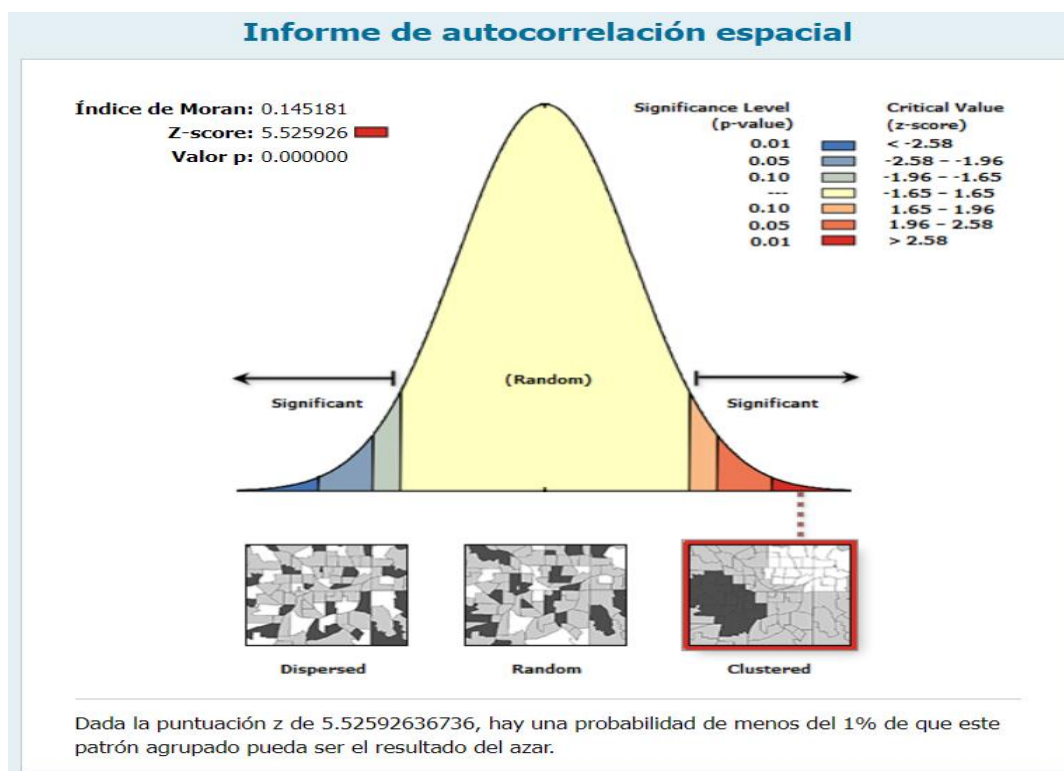 Informe de autocorrelación espacial
Índice de Moran: 0.145181
Z-score: 5.525926
Valor p: 0.000000
Significance Level Critical Value
(p-value) (z-score)
0.01 < -2.58
0.05 -2.58 – -1.96
0.10 -1.96 – -1.65
--- -1.65 – 1.65
0.10 1.65 – 1.96
0.05 1.96 – 2.58
0.01 > 2.58
(Random)
Significant Significant
Dispersed Random Clustered
Dada la puntuación z de 5.52592636736, hay una probabilidad de menos del 1% de que este
patrón agrupado pueda ser el resultado del azar.